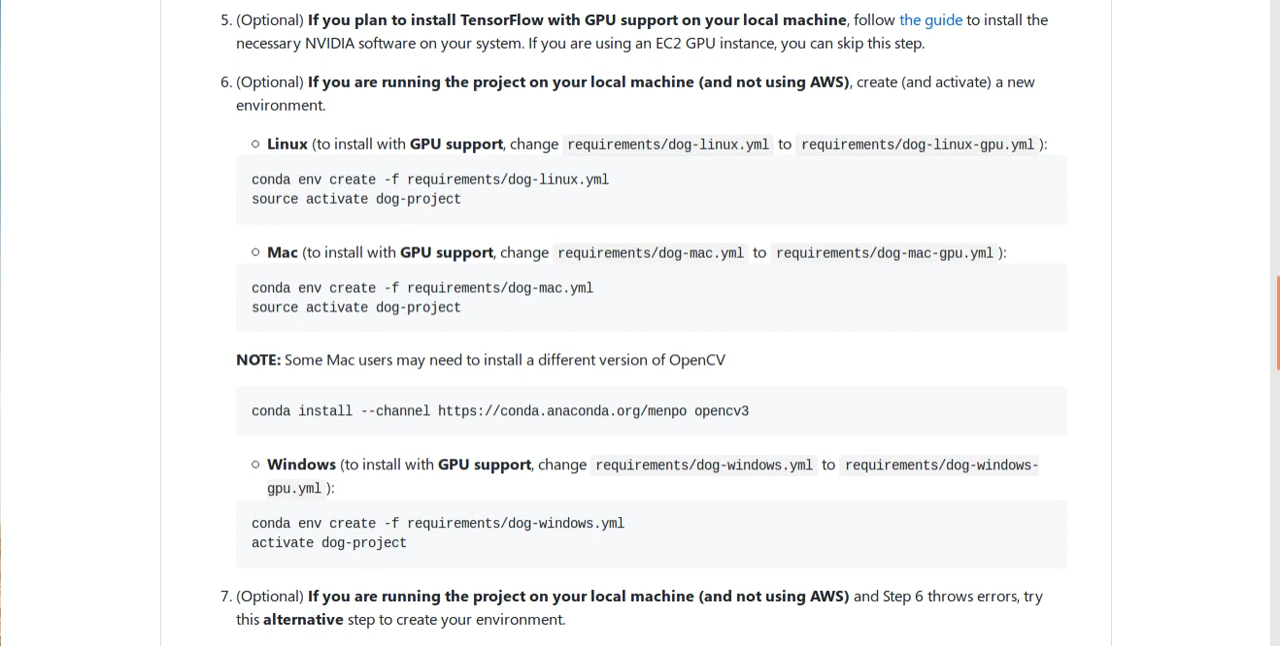 5. (Optional) If you plan to install TensorFlow with GPU support on your local machine, follow the guide to install the
necessary NVIDIA software on your system. If you are using an EC2 GPU instance, you can skip this step.
6. (Optional) If you are running the project on your local machine (and not using AWS), create (and activate) a new
environment.
Linux (to install with GPU support, change requirements/dog-linux.yml to requirements/dog-linux-gpu.yml ):
conda env create -f requirements/dog-linux.yml
source activate dog-project
Mac (to install with GPU support, change requirements/dog-mac.yml to requirements/dog-mac-gpu.yml ):
conda env create -f requirements/dog-mac.yml
source activate dog-project
NOTE: Some Mac users may need to install a different version of OpenCV
conda install --channel https://conda.anaconda.org/menpo opencv3
Windows (to install with GPU support, change requirements/dog-windows.yml to requirements/dog-windows-
gpu.yml ):
conda env create -f requirements/dog-windows.yml
activate dog-project
7. (Optional) If you are running the project on your local machine (and not using AWS) and Step 6 throws errors, try
this alternative step to create your environment.